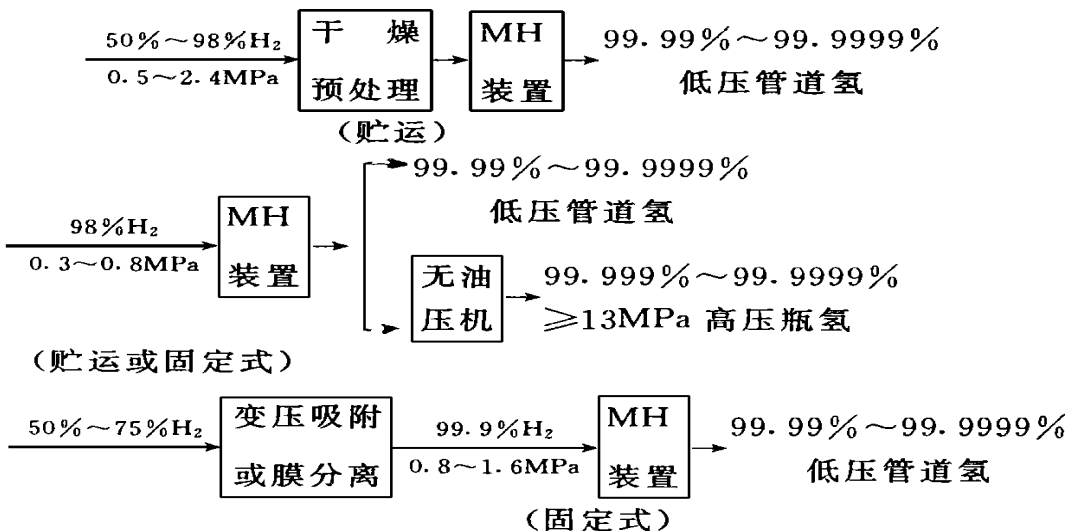 50%～98%H₂
0.5～2.4MPa
干 燥
预处理
MH
装置
99.99%～99.9999%
低压管道氢
(贮运)
98%H₂
0.3～0.8MPa
MH
装置
99.99%～99.9999%
低压管道氢
无油
压机
99.999%～99.9999%
≥13MPa 高压瓶氢
(贮运或固定式)
50%～75%H₂
变压吸附
或膜分离
99.9%H₂
0.8～1.6MPa
MH
装置
99.99%～99.9999%
低压管道氢
(固定式)